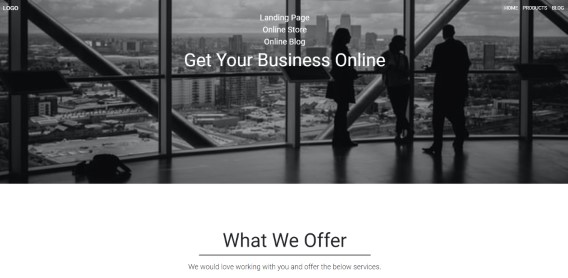 LOGO
HOME PRODUCTS BLOG
Landing Page
Online Store
Online Blog
Get Your Business Online
What We Offer
We would love working with you and offer the below services.